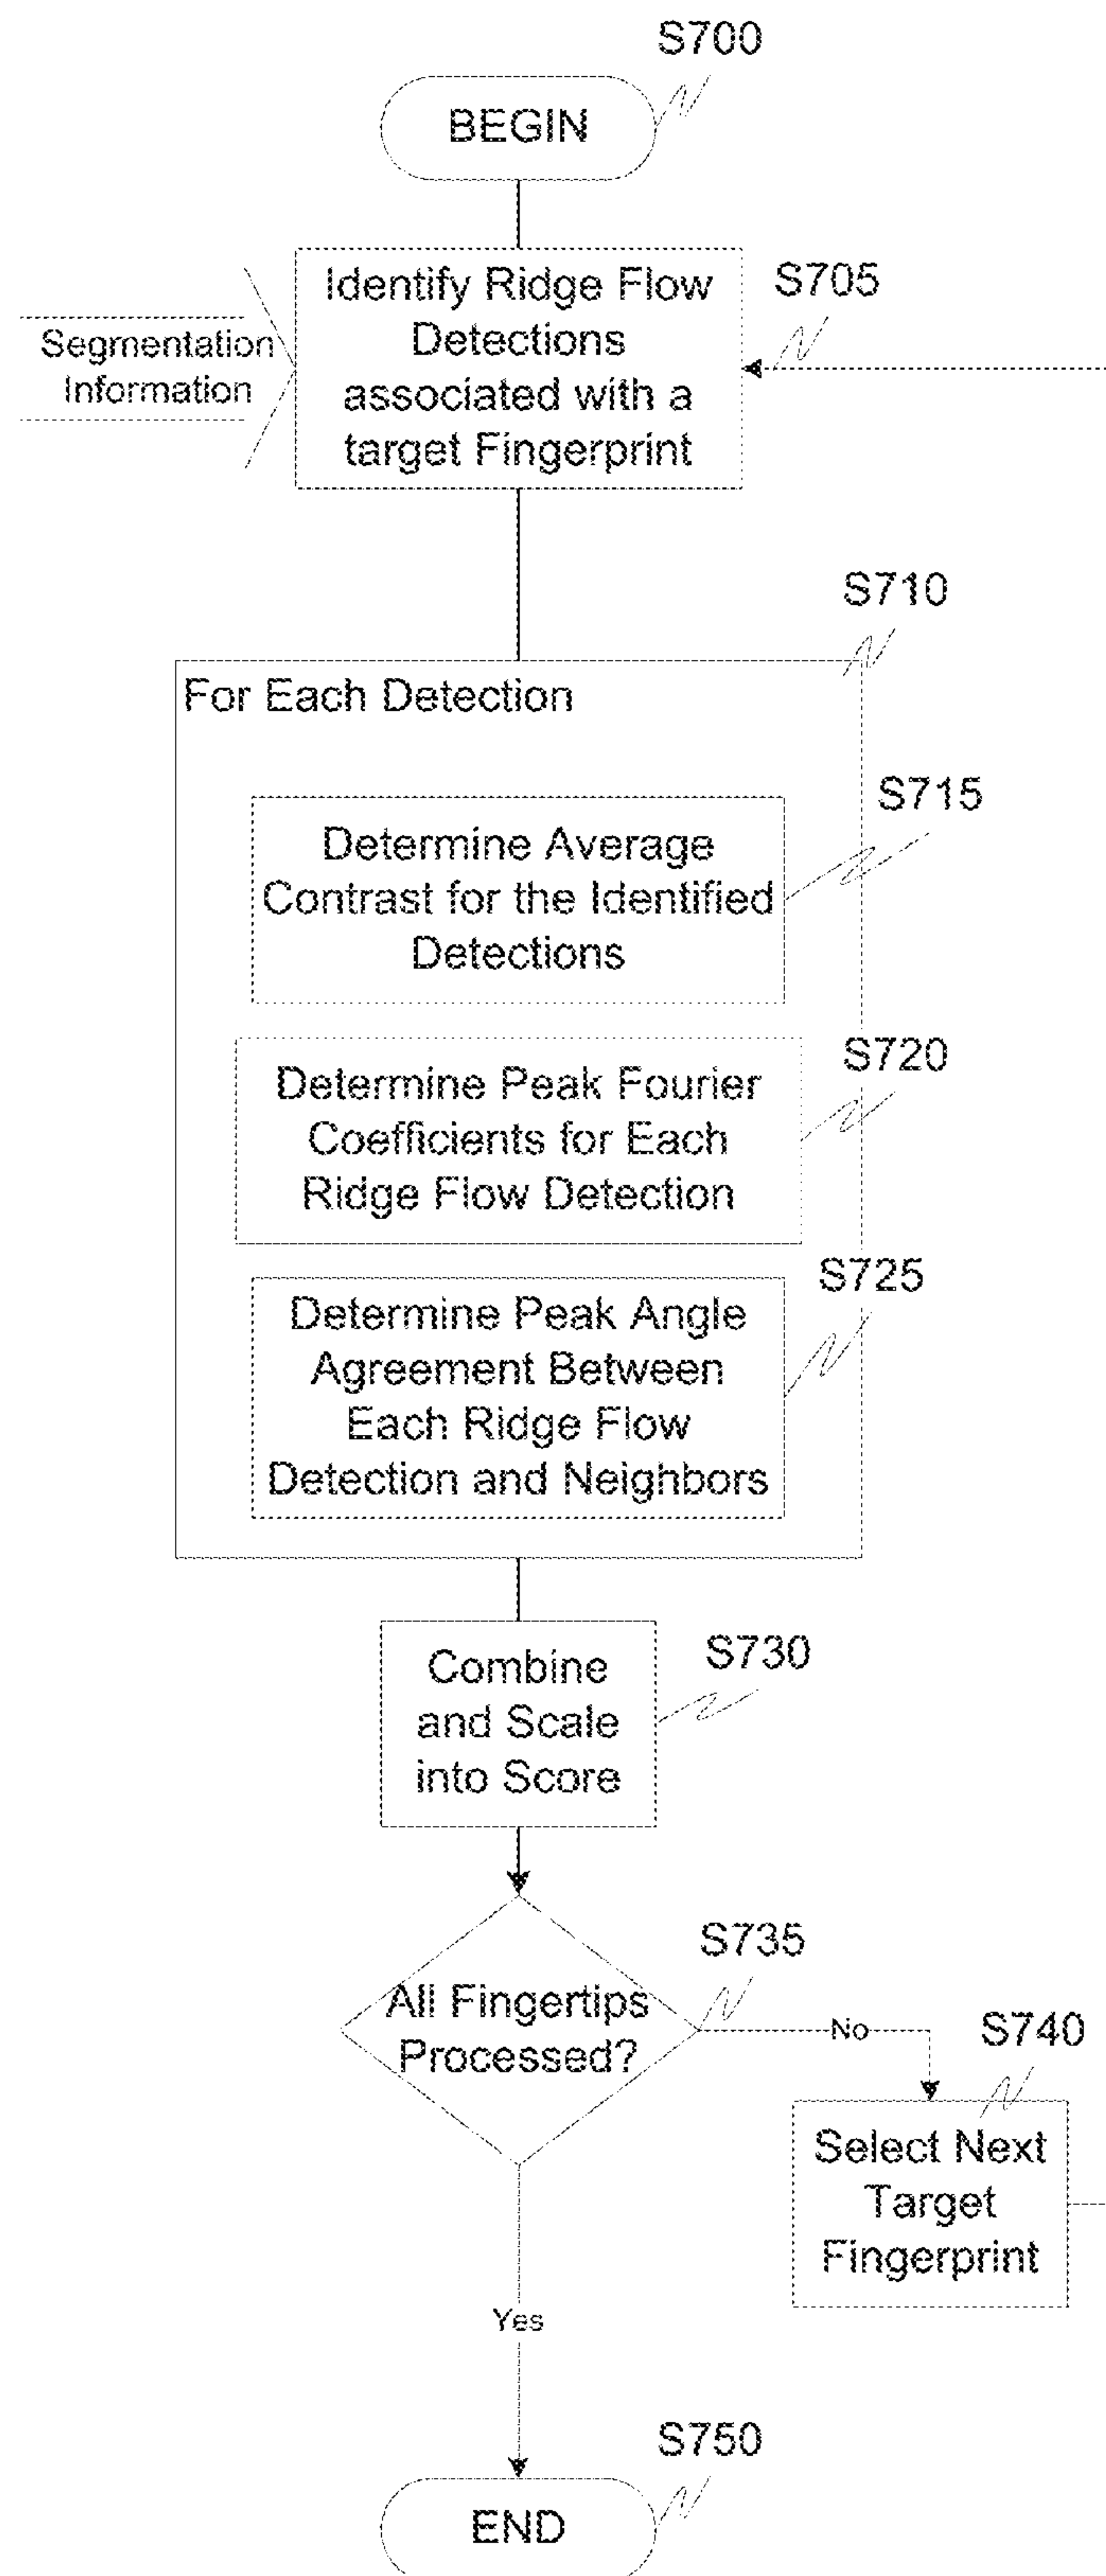 S700
BEGIN
Identify Ridge Flow
Detections
associated with a
target Fingerprint
S705
Segmentation
Information
S710
For Each Detection
S715
Determine Average
Contrast for the Identified
Detections
S720
Determine Peak Fourier
Coefficients for Each
Ridge Flow Detection
S725
Determine Peak Angle
Agreement Between
Each Ridge Flow
Detection and Neighbors
S730
Combine
and Scale
into Score
S735
All Fingertips
Processed?
No
S740
Select Next
Target
Fingerprint
Yes
S750
END